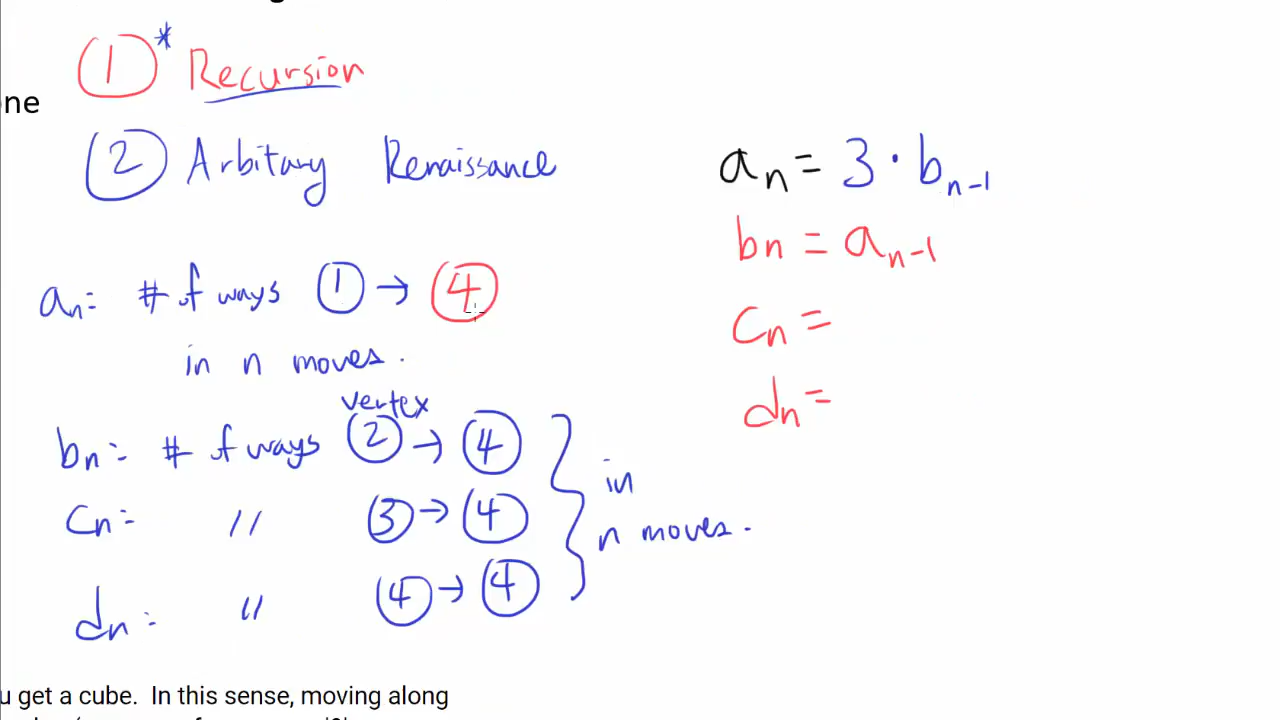 ① * Recursion
ne
② Arbitary Renaissance
aₙ = 3 · bₙ₋₁
bn = aₙ₋₁
cₙ =
dₙ =
aₙ = # of ways ① → ④
in n moves.
vertex
bₙ = # of ways ② → ④
cₙ = " ③ → ④
dₙ = " ④ → ④
in
n moves.
u get a cube. In this sense, moving along